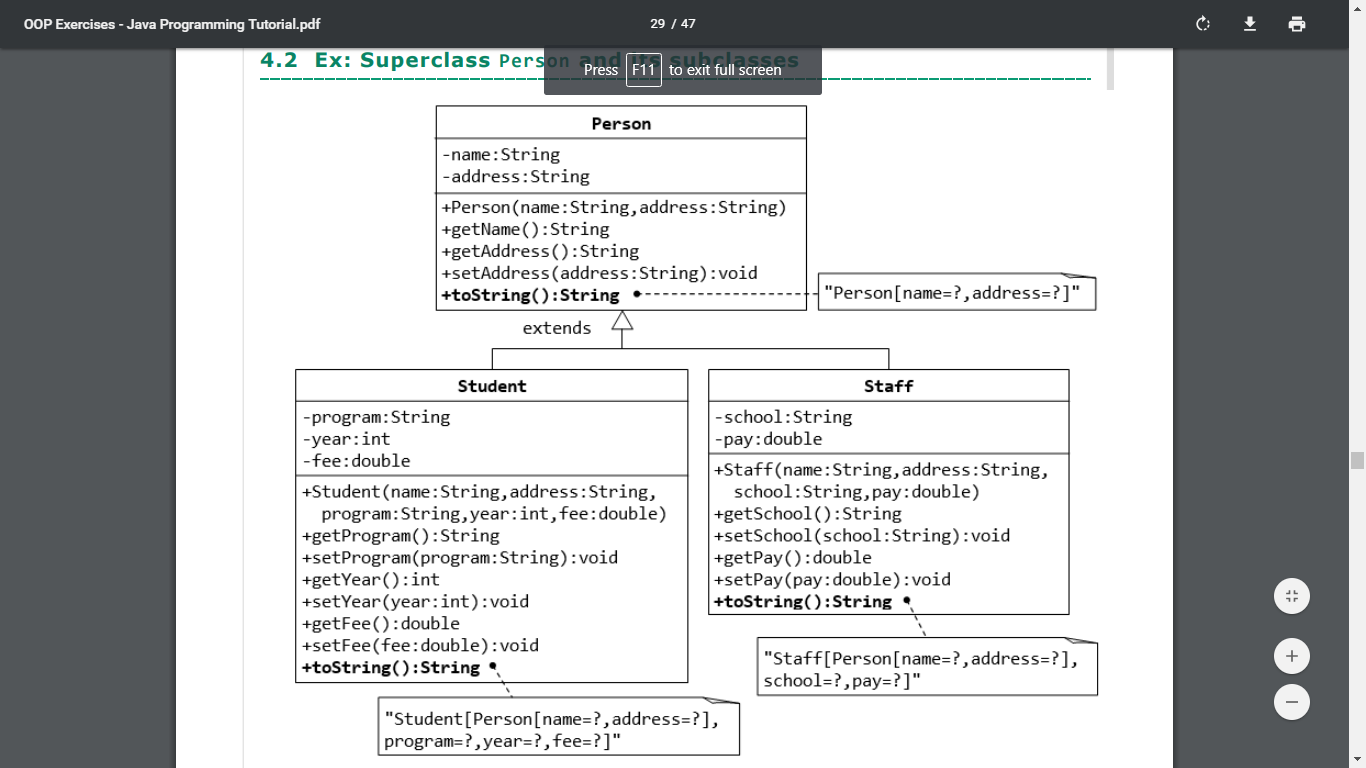 OOP Exercises - Java Programming Tutorial.pdf
29 / 47
4.2 Ex: Superclass Person and its subclasses
Press F11 to exit full screen
Person
-name:String
-address:String
+Person(name:String,address:String)
+getName():String
+getAddress():String
+setAddress(address:String):void
+toString():String
"Person[name=?,address=?]"
extends
Student
-program:String
-year:int
-fee:double
+Student(name:String,address:String,
program:String,year:int,fee:double)
+getProgram():String
+setProgram(program:String):void
+getYear():int
+setYear(year:int):void
+getFee():double
+setFee(fee:double):void
+toString():String
"Student[Person[name=?,address=?],
program=?,year=?,fee=?]"
Staff
-school:String
-pay:double
+Staff(name:String,address:String,
school:String,pay:double)
+getSchool():String
+setSchool(school:String):void
+getPay():double
+setPay(pay:double):void
+toString():String
"Staff[Person[name=?,address=?],
school=?,pay=?]"